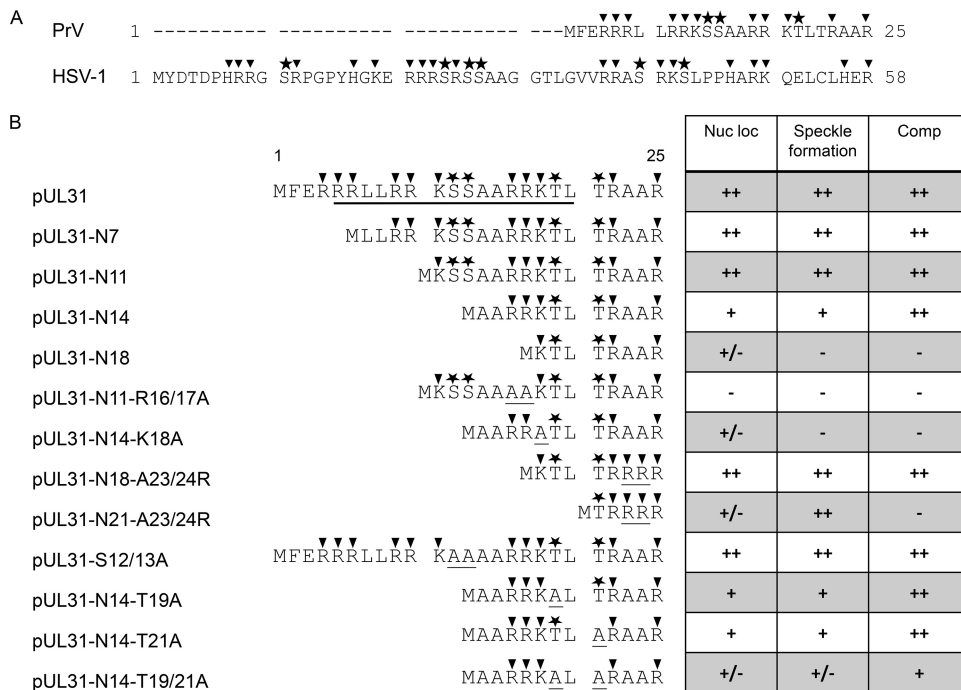 A
PrV 1 ---------- ---------- ---------- ---MFERRRL LRRKSSAARR KTLTRAAR 25
HSV-1 1 MYDTDPHRRG SRPGPYHGKE RRRSRSSAAG GTLGVVRRAS RKSLPPHARK QELCLHER 58
B
Nuc loc Speckle formation Comp
1 25
pUL31 MFERRRLLRR KSSAARRKTL TRAAR ++ ++ ++
pUL31-N7 MLLRR KSSAARRKTL TRAAR ++ ++ ++
pUL31-N11 MKSSAARRKTL TRAAR ++ ++ ++
pUL31-N14 MAARRKTL TRAAR + + ++
pUL31-N18 MKTL TRAAR +/- - -
pUL31-N11-R16/17A MKSSAAAAKTL TRAAR - - -
pUL31-N14-K18A MAARRATL TRAAR +/- - -
pUL31-N18-A23/24R MKTL TRRRR ++ ++ ++
pUL31-N21-A23/24R MTRRRR +/- ++ -
pUL31-S12/13A MFERRRLLRR KAAAARRKTL TRAAR ++ ++ ++
pUL31-N14-T19A MAARRKAL TRAAR + + ++
pUL31-N14-T21A MAARRKTL ARAAR + + ++
pUL31-N14-T19/21A MAARRKAL ARAAR +/- +/- +